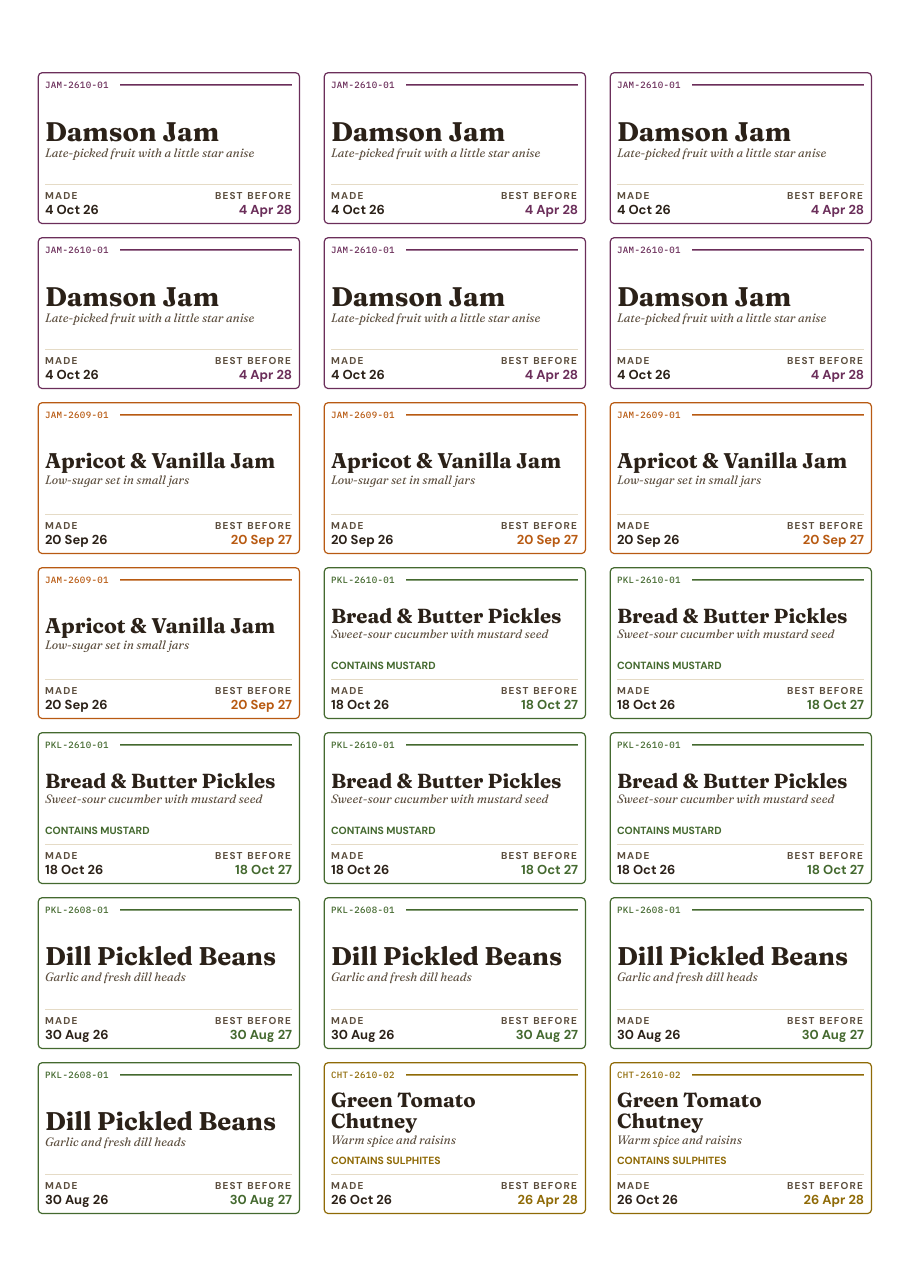 JAM-2610-01
Damson Jam
Late-picked fruit with a little star anise
MADE BEST BEFORE
4 Oct 26 4 Apr 28
JAM-2610-01
Damson Jam
Late-picked fruit with a little star anise
MADE BEST BEFORE
4 Oct 26 4 Apr 28
JAM-2610-01
Damson Jam
Late-picked fruit with a little star anise
MADE BEST BEFORE
4 Oct 26 4 Apr 28
JAM-2610-01
Damson Jam
Late-picked fruit with a little star anise
MADE BEST BEFORE
4 Oct 26 4 Apr 28
JAM-2610-01
Damson Jam
Late-picked fruit with a little star anise
MADE BEST BEFORE
4 Oct 26 4 Apr 28
JAM-2610-01
Damson Jam
Late-picked fruit with a little star anise
MADE BEST BEFORE
4 Oct 26 4 Apr 28
JAM-2609-01
Apricot & Vanilla Jam
Low-sugar set in small jars
MADE BEST BEFORE
20 Sep 26 20 Sep 27
JAM-2609-01
Apricot & Vanilla Jam
Low-sugar set in small jars
MADE BEST BEFORE
20 Sep 26 20 Sep 27
JAM-2609-01
Apricot & Vanilla Jam
Low-sugar set in small jars
MADE BEST BEFORE
20 Sep 26 20 Sep 27
JAM-2609-01
Apricot & Vanilla Jam
Low-sugar set in small jars
MADE BEST BEFORE
20 Sep 26 20 Sep 27
PKL-2610-01
Bread & Butter Pickles
Sweet-sour cucumber with mustard seed
CONTAINS MUSTARD
MADE BEST BEFORE
18 Oct 26 18 Oct 27
PKL-2610-01
Bread & Butter Pickles
Sweet-sour cucumber with mustard seed
CONTAINS MUSTARD
MADE BEST BEFORE
18 Oct 26 18 Oct 27
PKL-2610-01
Bread & Butter Pickles
Sweet-sour cucumber with mustard seed
CONTAINS MUSTARD
MADE BEST BEFORE
18 Oct 26 18 Oct 27
PKL-2610-01
Bread & Butter Pickles
Sweet-sour cucumber with mustard seed
CONTAINS MUSTARD
MADE BEST BEFORE
18 Oct 26 18 Oct 27
PKL-2610-01
Bread & Butter Pickles
Sweet-sour cucumber with mustard seed
CONTAINS MUSTARD
MADE BEST BEFORE
18 Oct 26 18 Oct 27
PKL-2608-01
Dill Pickled Beans
Garlic and fresh dill heads
MADE BEST BEFORE
30 Aug 26 30 Aug 27
PKL-2608-01
Dill Pickled Beans
Garlic and fresh dill heads
MADE BEST BEFORE
30 Aug 26 30 Aug 27
PKL-2608-01
Dill Pickled Beans
Garlic and fresh dill heads
MADE BEST BEFORE
30 Aug 26 30 Aug 27
PKL-2608-01
Dill Pickled Beans
Garlic and fresh dill heads
MADE BEST BEFORE
30 Aug 26 30 Aug 27
CHT-2610-02
Green Tomato
Chutney
Warm spice and raisins
CONTAINS SULPHITES
MADE BEST BEFORE
26 Oct 26 26 Apr 28
CHT-2610-02
Green Tomato
Chutney
Warm spice and raisins
CONTAINS SULPHITES
MADE BEST BEFORE
26 Oct 26 26 Apr 28